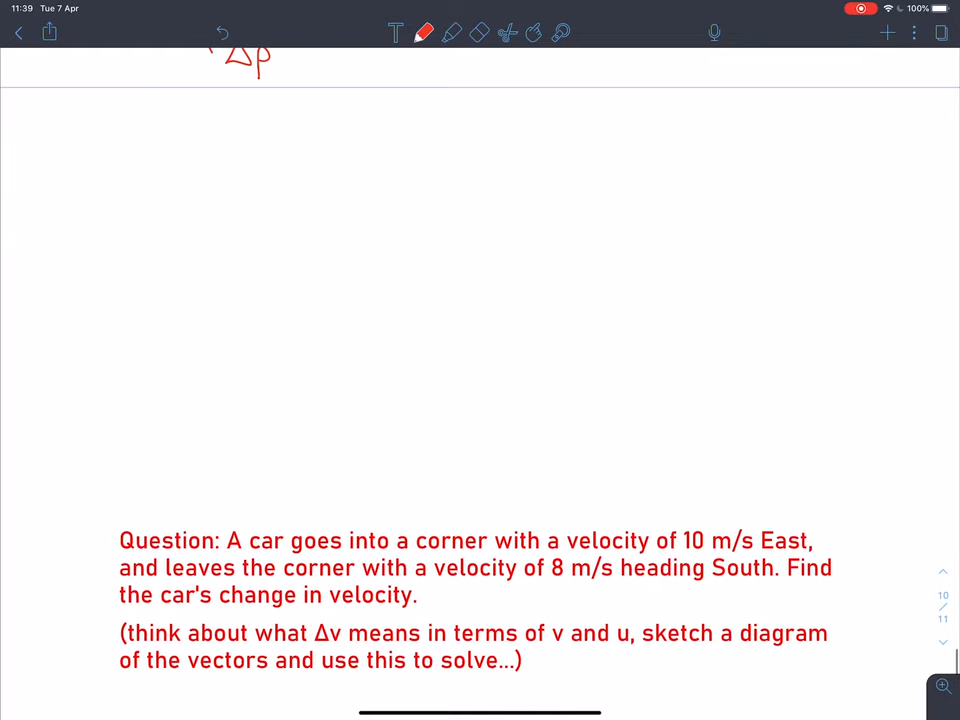 11:39 Tue 7 Apr
100%
T
Δp
Question: A car goes into a corner with a velocity of 10 m/s East,
and leaves the corner with a velocity of 8 m/s heading South. Find
the car's change in velocity.
(think about what Δv means in terms of v and u, sketch a diagram
of the vectors and use this to solve...)
10
/
11